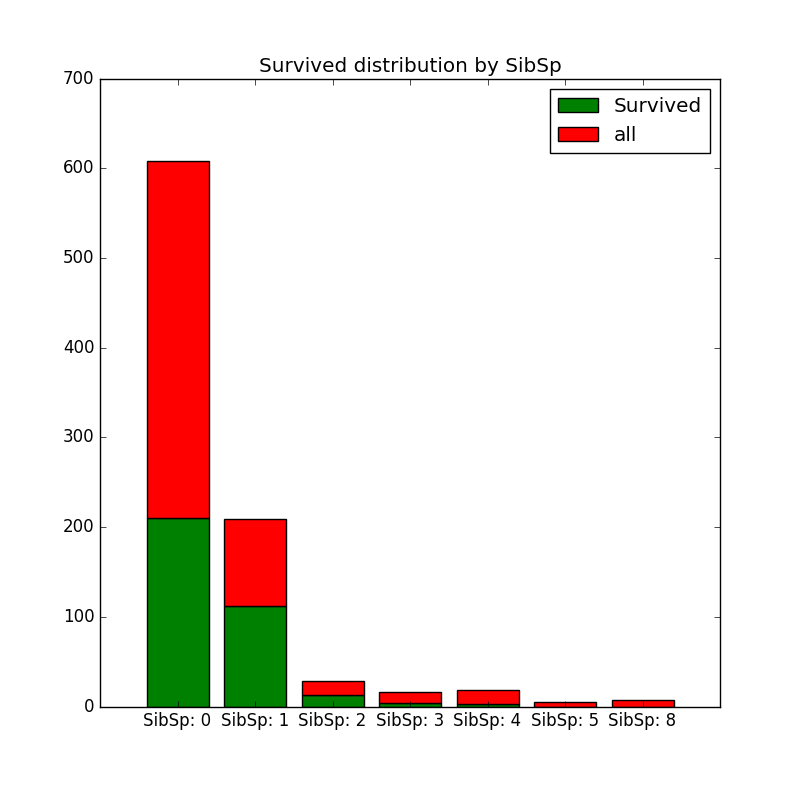 Survived distribution by SibSp
700
600
500
400
300
200
100
0
Survived
all
SibSp: 0
SibSp: 1
SibSp: 2
SibSp: 3
SibSp: 4
SibSp: 5
SibSp: 8